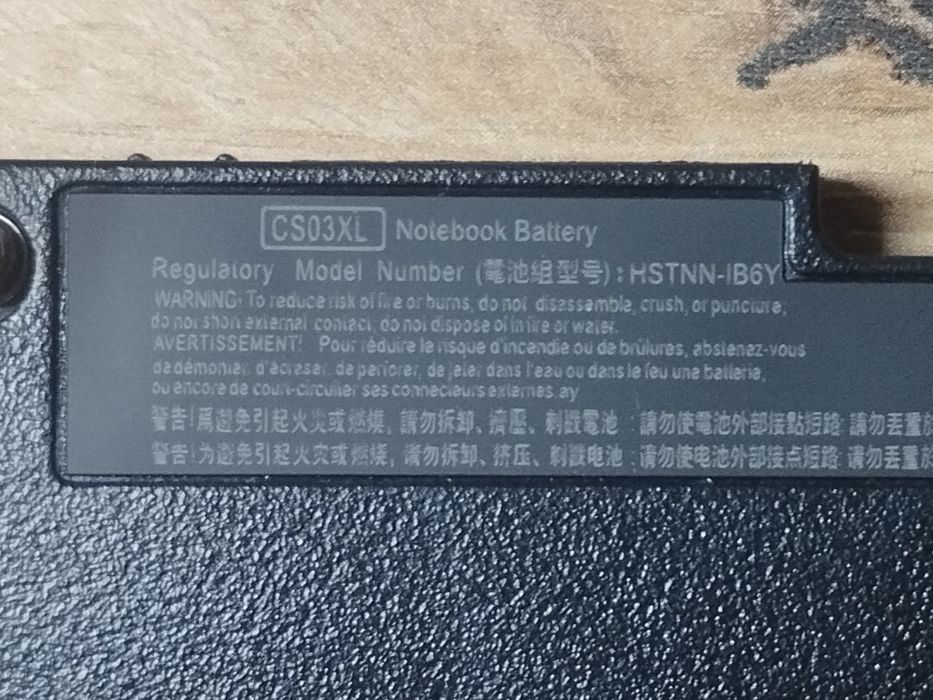 CS03XL Notebook Battery
Regulatory Model Number (電池組型号): HSTNN-IB6Y
WARNING: To reduce risk of fire or burns, do not disassemble, crush, or puncture;
do not short external contact; do not dispose of in fire or water.
AVERTISSEMENT! Pour réduire le risque d'incendie ou de brûlures, abstenez-vous
de démonter d'écraser, de perforer, de jeter dans l'eau ou dans le feu une batterie,
ou encore de court-circuiter ses connecteurs externes.
警告!爲避免引起火災或燃燒, 請勿拆卸、擠壓、刺戳電池 : 請勿使電池外部接點短路 請勿丟置於
警告!为避免引起火灾或燃烧, 请勿拆卸、挤压、刺戳电池 : 请勿使电池外部接点短路 请勿丢置於